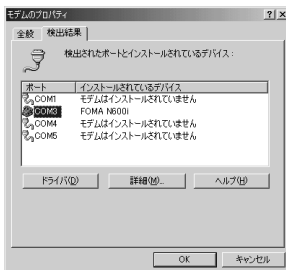 モデムのプロパティ
全般 検出結果
検出されたポートとインストールされているデバイス：
ポート インストールされているデバイス
COM1 モデムはインストールされていません
COM3 FOMA N600i
COM4 モデムはインストールされていません
COM5 モデムはインストールされていません
ドライバ(D) 詳細(M)... ヘルプ(H)
OK キャンセル